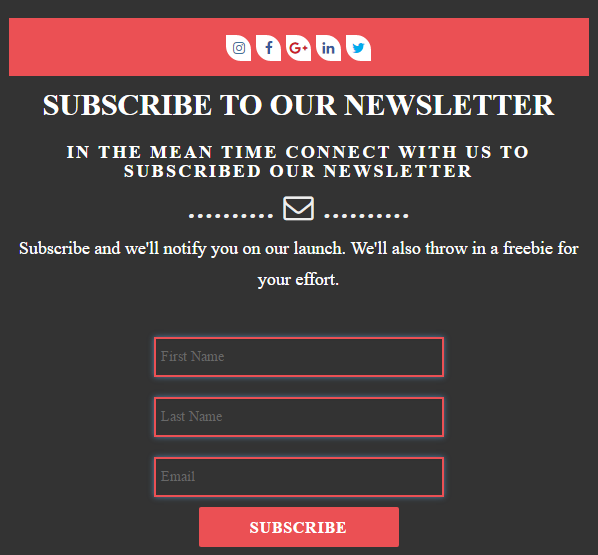 SUBSCRIBE TO OUR NEWSLETTER
IN THE MEAN TIME CONNECT WITH US TO
SUBSCRIBED OUR NEWSLETTER
.......... ..........
Subscribe and we'll notify you on our launch. We'll also throw in a freebie for
your effort.
First Name
Last Name
Email
SUBSCRIBE